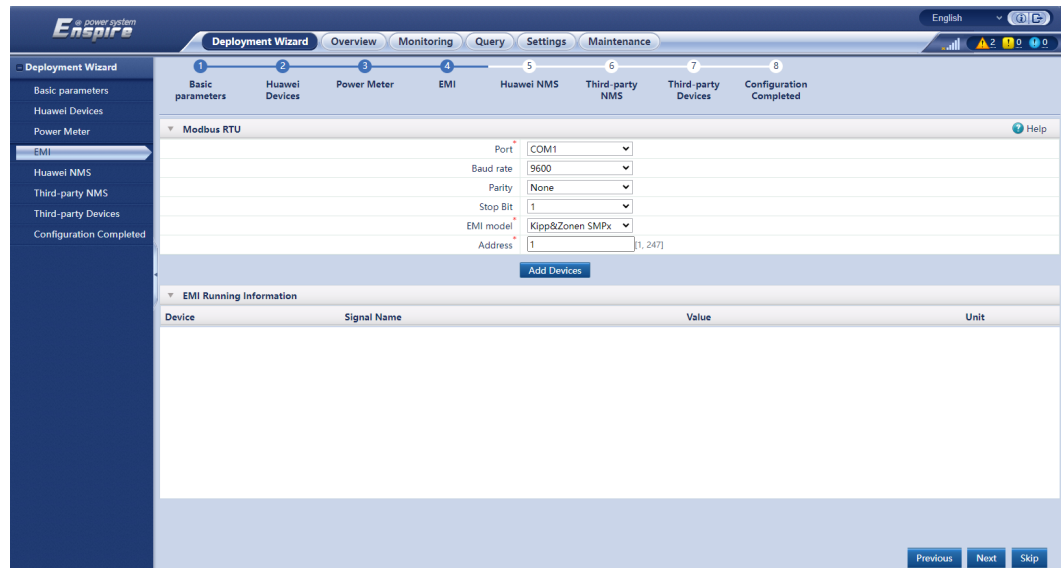 Enspire @ power system
English
Deployment Wizard Overview Monitoring Query Settings Maintenance
2 0 0
Deployment Wizard
Basic parameters
Huawei Devices
Power Meter
EMI
Huawei NMS
Third-party NMS
Third-party Devices
Configuration Completed
1 2 3 4 5 6 7 8
Basic parameters
Huawei Devices
Power Meter
EMI
Huawei NMS
Third-party NMS
Third-party Devices
Configuration Completed
Modbus RTU
Help
Port * COM1
Baud rate 9600
Parity None
Stop Bit 1
EMI model * Kipp&Zonen SMPx
Address * 1 [1, 247]
Add Devices
EMI Running Information
Device Signal Name Value Unit
Previous Next Skip